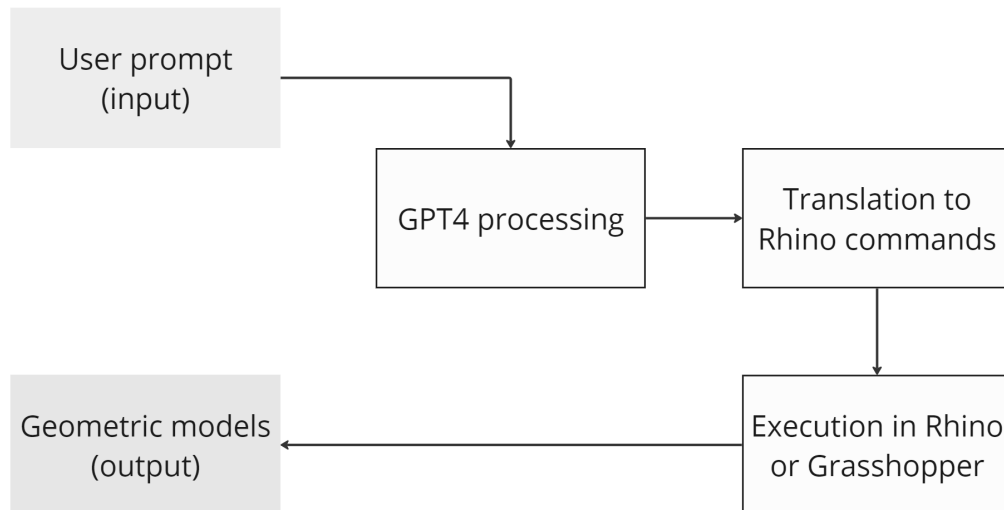 User prompt
(input)
GPT4 processing
Translation to
Rhino commands
Execution in Rhino
or Grasshopper
Geometric models
(output)